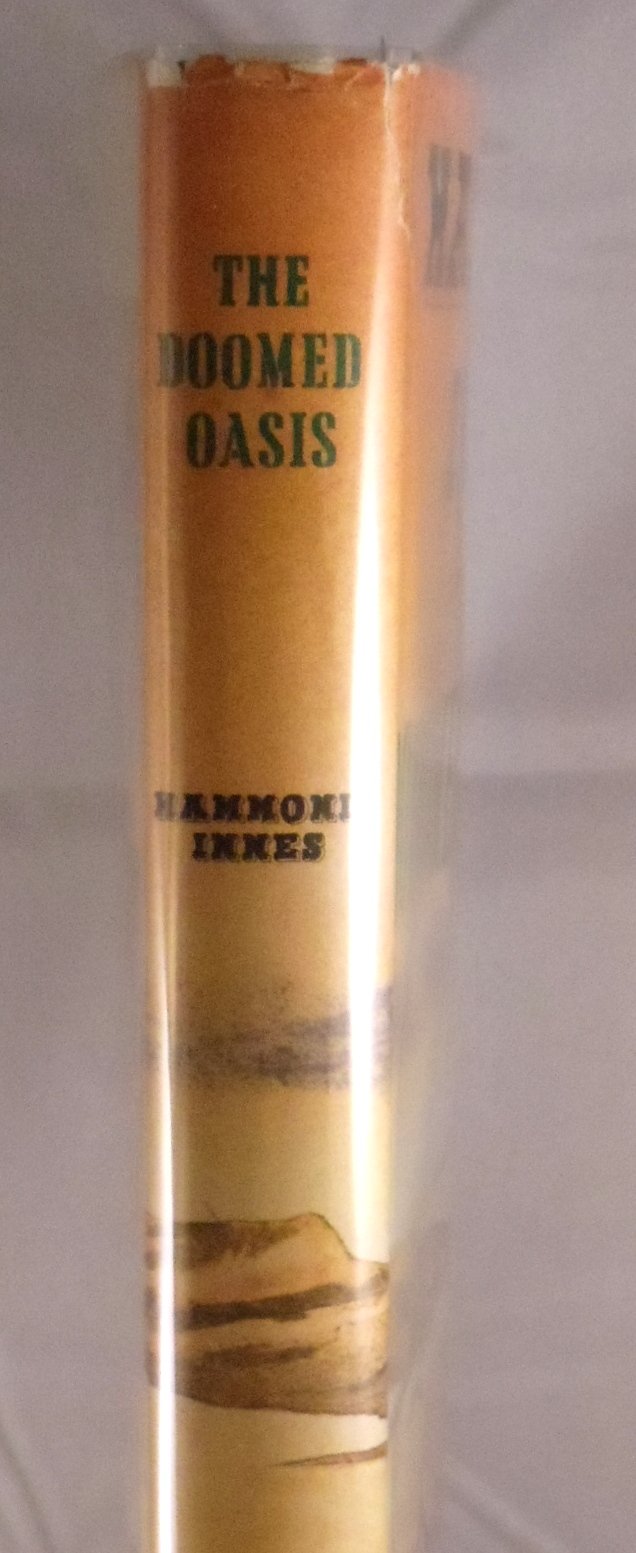 THE
DOOMED
OASIS
HAMMOND
INNES